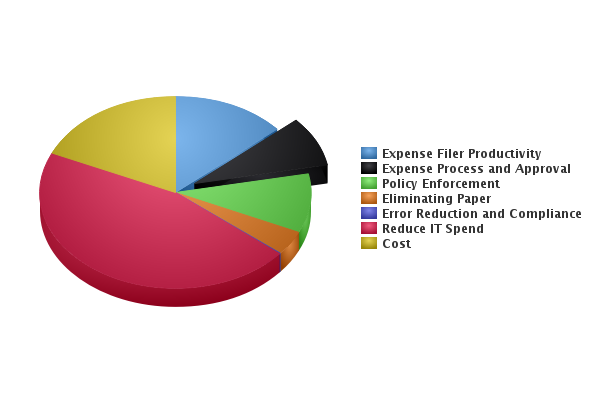 Expense Filer Productivity
Expense Process and Approval
Policy Enforcement
Eliminating Paper
Error Reduction and Compliance
Reduce IT Spend
Cost